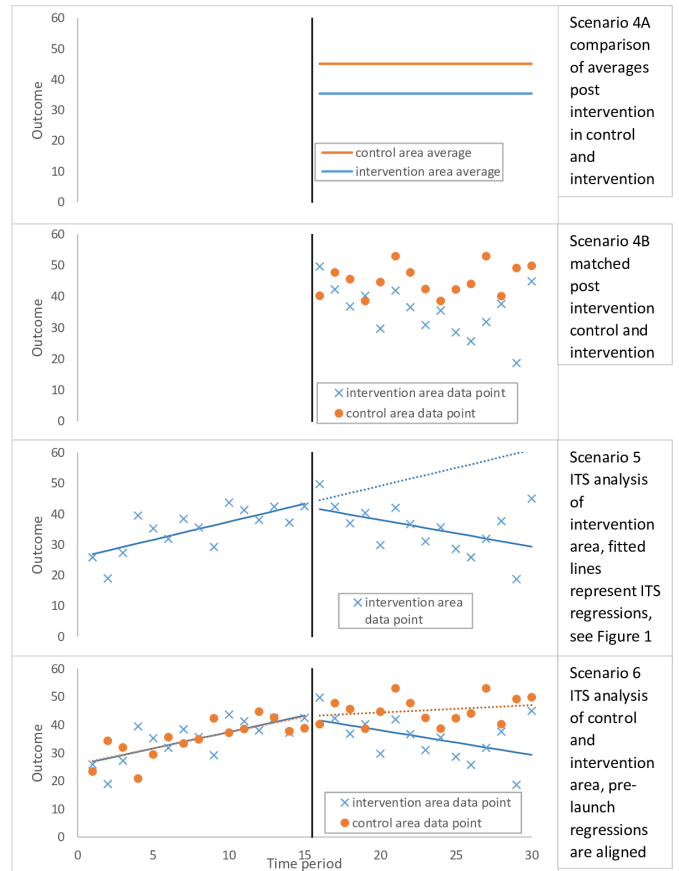 60
50
40
30
20
10
0
Outcome
control area average
intervention area average
Scenario 4A
comparison
of averages
post
intervention
in control
and
intervention
60
50
40
30
20
10
0
Outcome
intervention area data point
control area data point
Scenario 4B
matched
post
intervention
control and
intervention
60
50
40
30
20
10
0
Outcome
intervention area
data point
Scenario 5
ITS analysis
of
intervention
area, fitted
lines
represent ITS
regressions,
see Figure 1
60
50
40
30
20
10
0
Outcome
intervention area data point
control area data point
0 5 10 15 20 25 30
Time period
Scenario 6
ITS analysis
of control
and
intervention
area, pre-
launch
regressions
are aligned